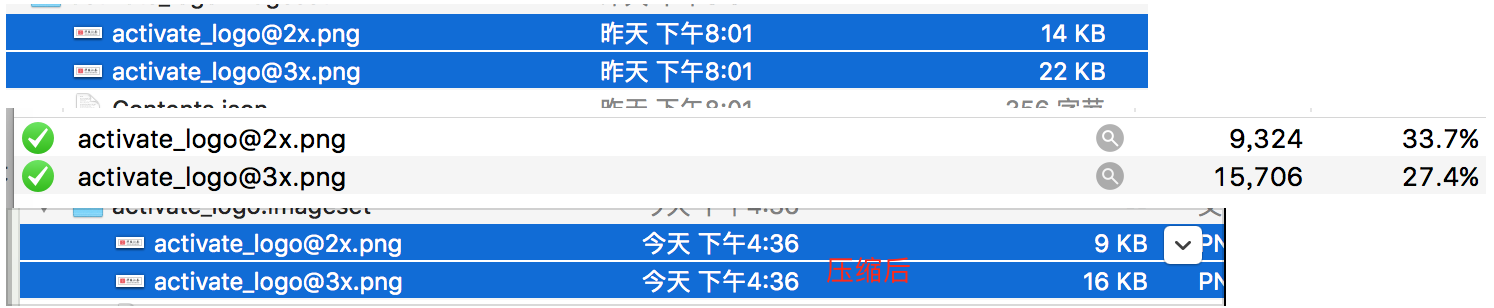 activate_logo@2x.png 昨天 下午8:01 14 KB
activate_logo@3x.png 昨天 下午8:01 22 KB
Contents.json 昨天 下午8:01 356 字节
activate_logo@2x.png 9,324 33.7%
activate_logo@3x.png 15,706 27.4%
activate_logo.imageset 今天 下午4:36
activate_logo@2x.png 今天 下午4:36 9 KB PN
activate_logo@3x.png 今天 下午4:36 压缩后 16 KB PN